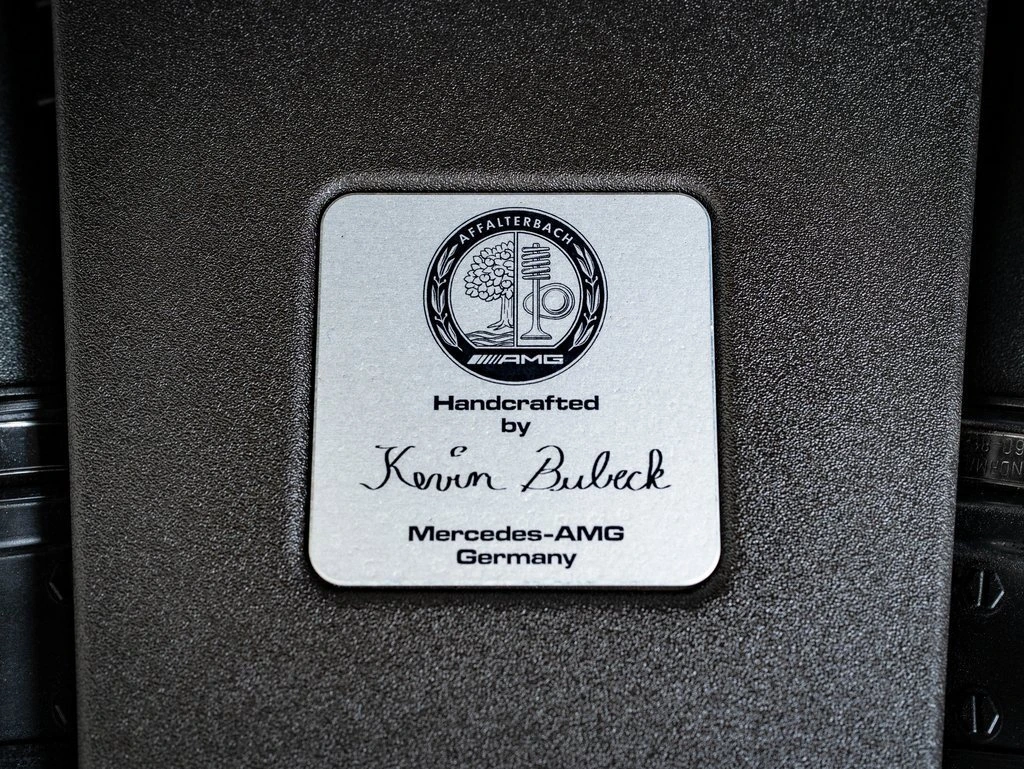 AFFALTERBACH
AMG
Handcrafted
by
Kevin Bubeck
Mercedes-AMG
Germany